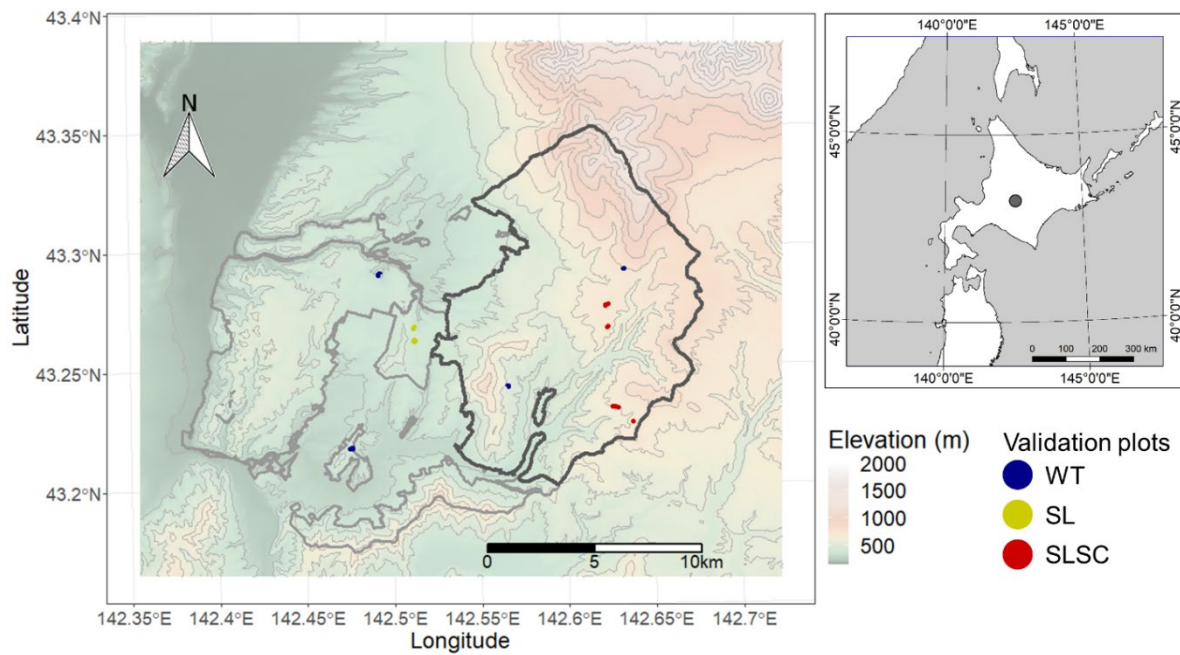 43.4°N
43.35°N
43.3°N
43.25°N
43.2°N
Latitude
N
0 5 10km
142.35°E 142.4°E 142.45°E 142.5°E 142.55°E 142.6°E 142.65°E 142.7°E
Longitude
140°0'0"E 145°0'0"E
45°0'0"N 45°0'0"N
40°0'0"N 40°0'0"N
0 100 200 300 km
140°0'0"E 145°0'0"E
Elevation (m)
2000
1500
1000
500
Validation plots
WT
SL
SLSC